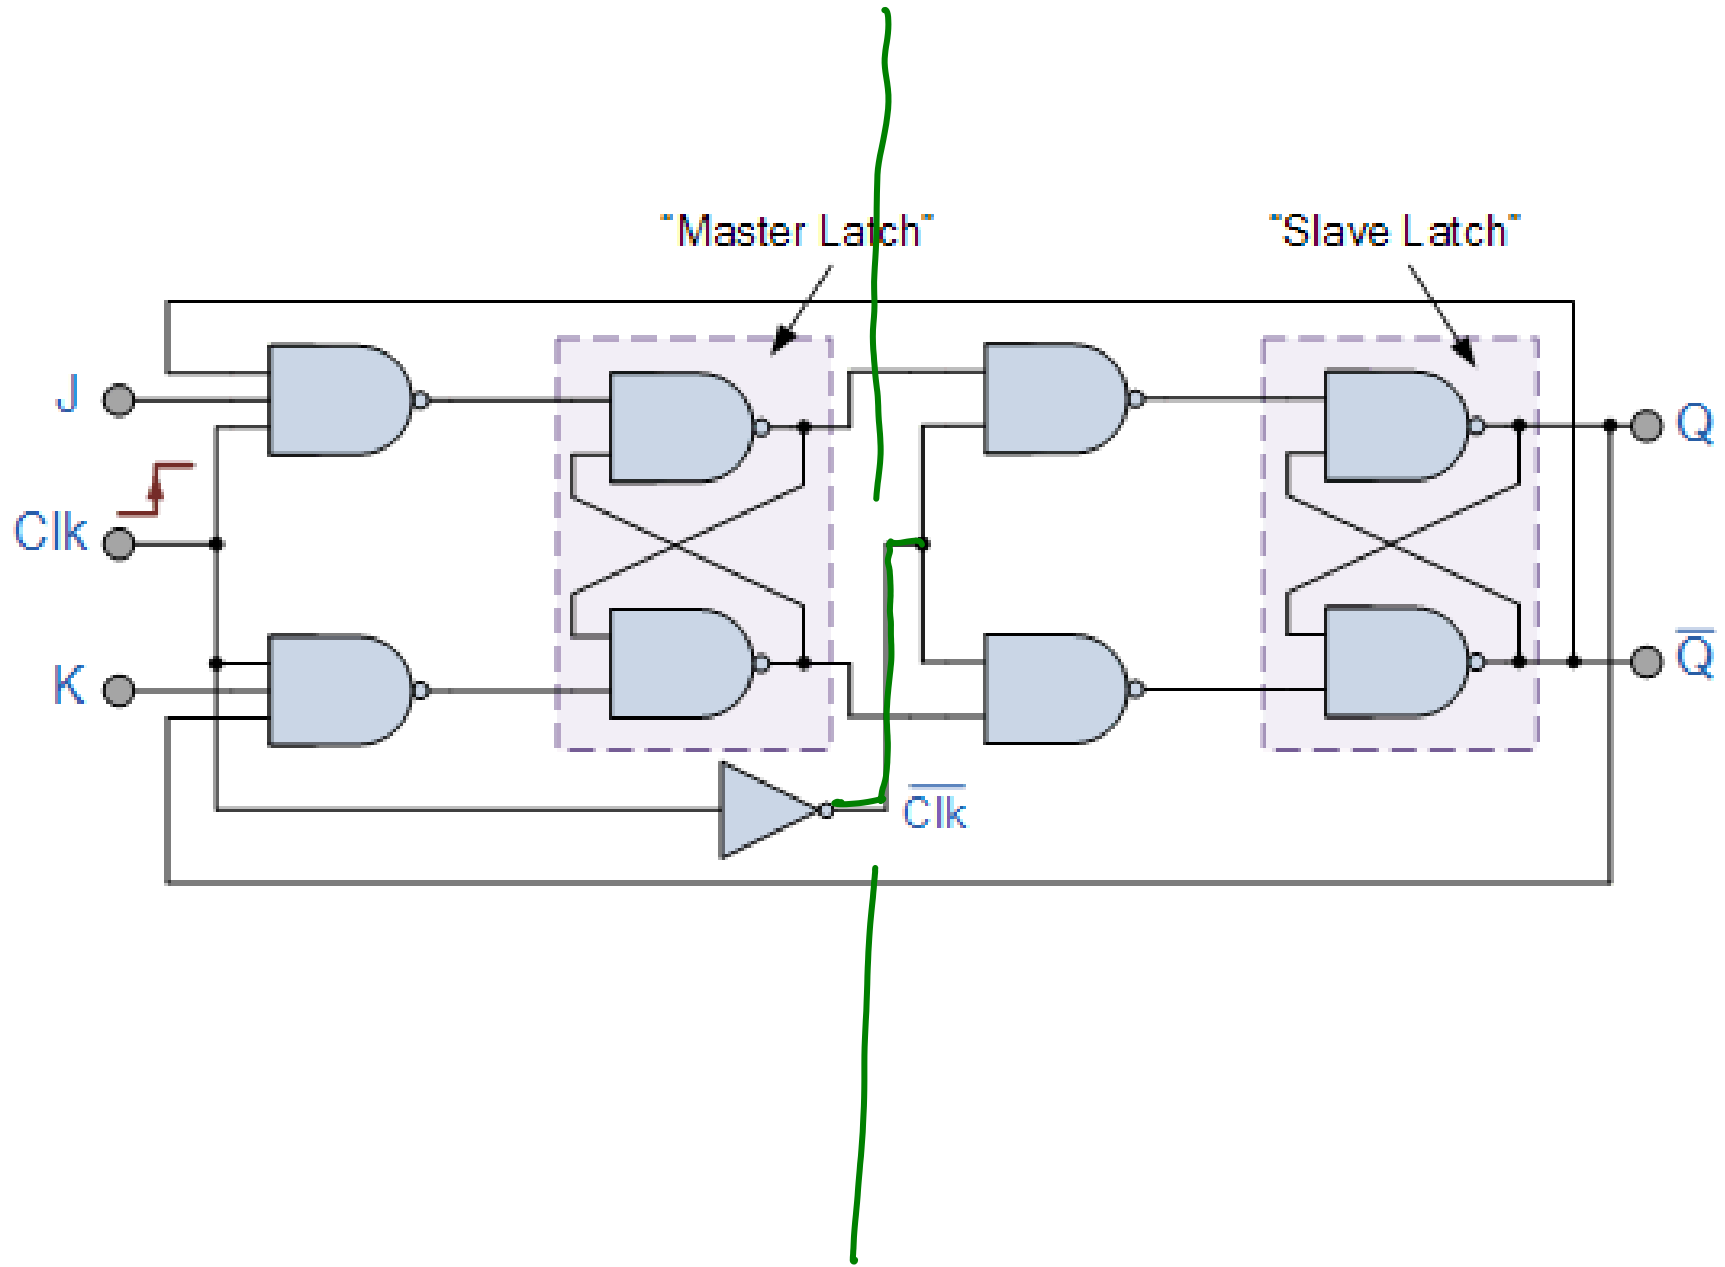 "Master Latch"
"Slave Latch"
J
Q
Clk
K
Q̅
C̅l̅k̅